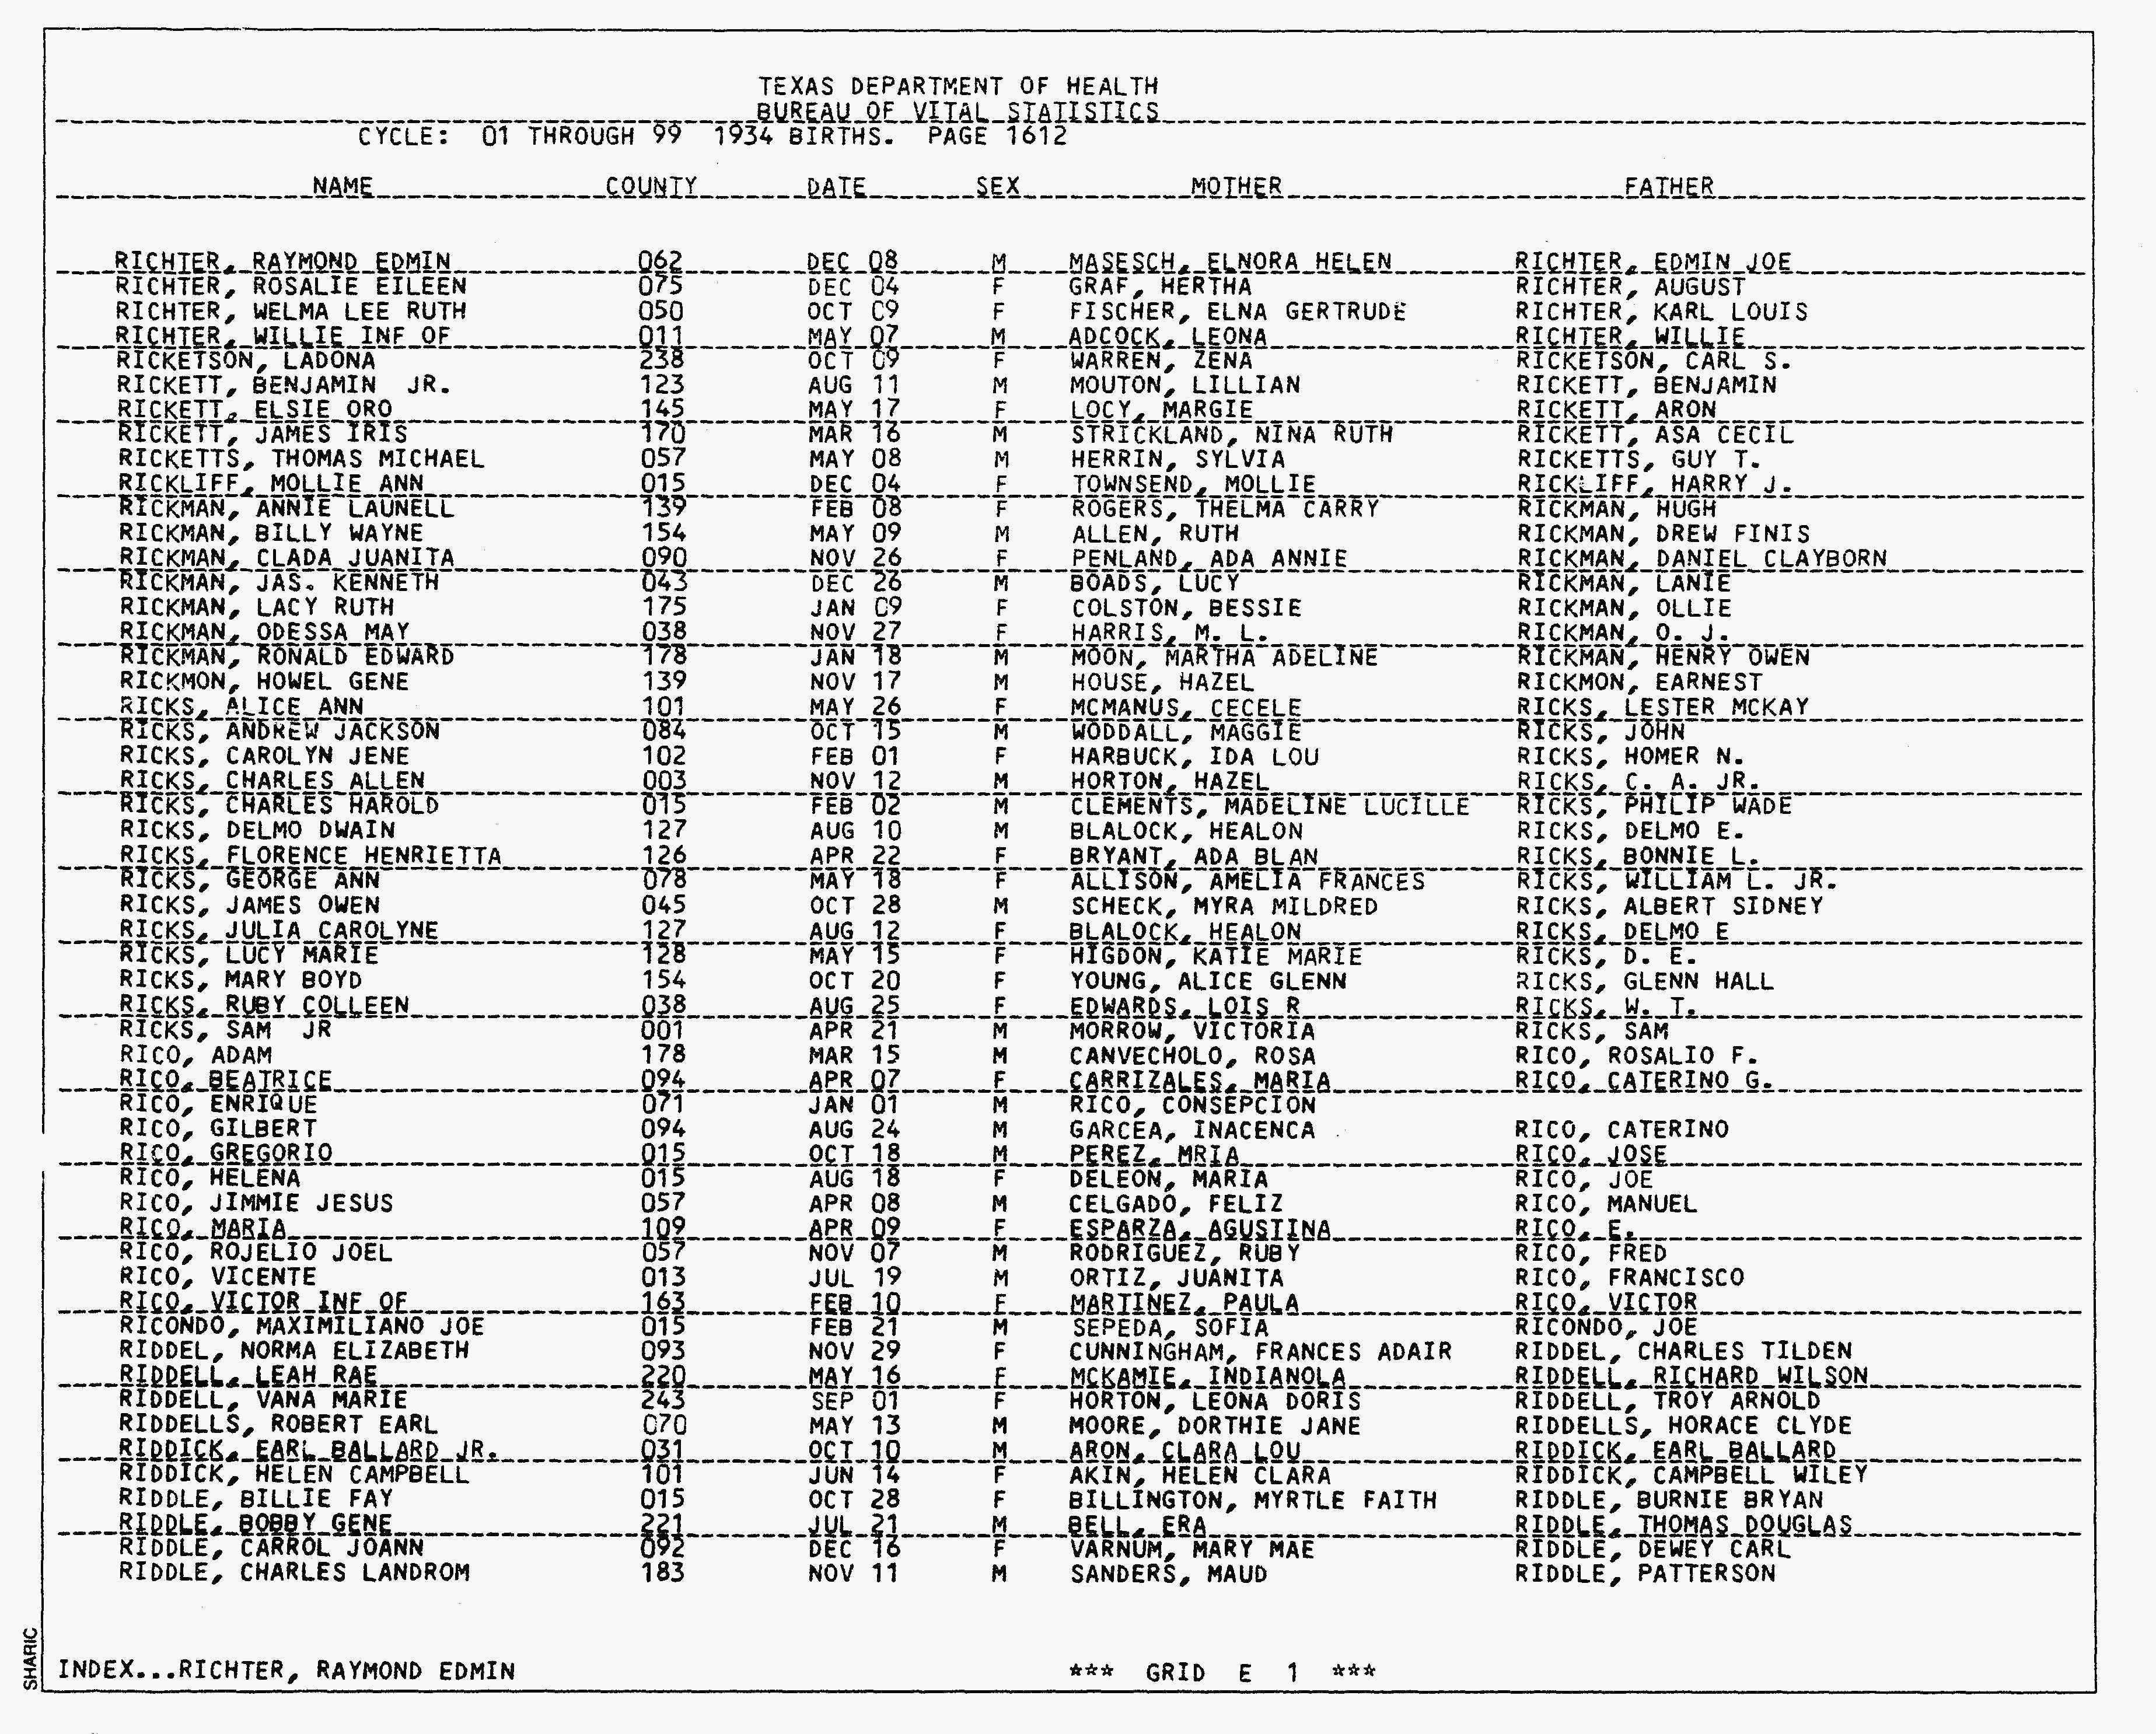 TEXAS DEPARTMENT OF HEALTH
BUREAU OF VITAL STATISTICS
CYCLE: 01 THROUGH 99 1934 BIRTHS. PAGE 1612
NAME COUNTY DATE SEX MOTHER FATHER
RICHTER, RAYMOND EDMIN 062 DEC 08 M MASESCH, ELNORA HELEN RICHTER, EDMIN JOE
RICHTER, ROSALIE EILEEN 075 DEC 04 F GRAF, HERTHA RICHTER, AUGUST
RICHTER, WELMA LEE RUTH 050 OCT 09 F FISCHER, ELNA GERTRUDE RICHTER, KARL LOUIS
RICHTER, WILLIE INF OF 011 MAY 07 M ADCOCK, LEONA RICHTER, WILLIE
RICKETSON, LADONA 238 OCT 09 F WARREN, ZENA RICKETSON, CARL S.
RICKETT, BENJAMIN JR. 123 AUG 11 M MOUTON, LILLIAN RICKETT, BENJAMIN
RICKETT, ELSIE ORO 145 MAY 17 F LOCY, MARGIE RICKETT, ARON
RICKETT, JAMES IRIS 170 MAR 16 M STRICKLAND, NINA RUTH RICKETT, ASA CECIL
RICKETTS, THOMAS MICHAEL 057 MAY 08 M HERRIN, SYLVIA RICKETTS, GUY T.
RICKLIFF, MOLLIE ANN 015 DEC 04 F TOWNSEND, MOLLIE RICKLIFF, HARRY J.
RICKMAN, ANNIE LAUNELL 139 FEB 08 F ROGERS, THELMA CARRY RICKMAN, HUGH
RICKMAN, BILLY WAYNE 154 MAY 09 M ALLEN, RUTH RICKMAN, DREW FINIS
RICKMAN, CLADA JUANITA 090 NOV 26 F PENLAND, ADA ANNIE RICKMAN, DANIEL CLAYBORN
RICKMAN, JAS. KENNETH 043 DEC 26 M BOADS, LUCY RICKMAN, LANIE
RICKMAN, LACY RUTH 175 JAN 09 F COLSTON, BESSIE RICKMAN, OLLIE
RICKMAN, ODESSA MAY 038 NOV 27 F HARRIS, M. L. RICKMAN, O. J.
RICKMAN, RONALD EDWARD 178 JAN 18 M MOON, MARTHA ADELINE RICKMAN, HENRY OWEN
RICKMON, HOWEL GENE 139 NOV 17 M HOUSE, HAZEL RICKMON, EARNEST
RICKS, ALICE ANN 101 MAY 26 F MCMANUS, CECELE RICKS, LESTER MCKAY
RICKS, ANDREW JACKSON 084 OCT 15 M WODDALL, MAGGIE RICKS, JOHN
RICKS, CAROLYN JENE 102 FEB 01 F HARBUCK, IDA LOU RICKS, HOMER N.
RICKS, CHARLES ALLEN 003 NOV 12 M HORTON, HAZEL RICKS, C. A. JR.
RICKS, CHARLES HAROLD 015 FEB 02 M CLEMENTS, MADELINE LUCILLE RICKS, PHILIP WADE
RICKS, DELMO DWAIN 127 AUG 10 M BLALOCK, HEALON RICKS, DELMO E.
RICKS, FLORENCE HENRIETTA 126 APR 22 F BRYANT, ADA BLAN RICKS, BONNIE L.
RICKS, GEORGE ANN 078 MAY 18 F ALLISON, AMELIA FRANCES RICKS, WILLIAM L. JR.
RICKS, JAMES OWEN 045 OCT 28 M SCHECK, MYRA MILDRED RICKS, ALBERT SIDNEY
RICKS, JULIA CAROLYNE 127 AUG 12 F BLALOCK, HEALON RICKS, DELMO E
RICKS, LUCY MARIE 128 MAY 15 F HIGDON, KATIE MARIE RICKS, D. E.
RICKS, MARY BOYD 154 OCT 20 F YOUNG, ALICE GLENN RICKS, GLENN HALL
RICKS, RUBY COLLEEN 038 AUG 25 F EDWARDS, LOIS R RICKS, W. T.
RICKS, SAM JR 001 APR 21 M MORROW, VICTORIA RICKS, SAM
RICO, ADAM 178 MAR 15 M CANVECHOLO, ROSA RICO, ROSALIO F.
RICO, BEATRICE 094 APR 07 F CARRIZALES, MARIA RICO, CATERINO G.
RICO, ENRIQUE 071 JAN 01 M RICO, CONSEPCION
RICO, GILBERT 094 AUG 24 M GARCEA, INACENCA RICO, CATERINO
RICO, GREGORIO 015 OCT 18 M PEREZ, MRIA RICO, JOSE
RICO, HELENA 015 AUG 18 F DELEON, MARIA RICO, JOE
RICO, JIMMIE JESUS 057 APR 08 M CELGADO, FELIZ RICO, MANUEL
RICO, MARIA 109 APR 09 F ESPARZA, AGUSTINA RICO, E.
RICO, ROJELIO JOEL 057 NOV 07 M RODRIGUEZ, RUBY RICO, FRED
RICO, VICENTE 013 JUL 19 M ORTIZ, JUANITA RICO, FRANCISCO
RICO, VICTOR INF OF 163 FEB 10 F MARTINEZ, PAULA RICO, VICTOR
RICONDO, MAXIMILIANO JOE 015 FEB 21 M SEPEDA, SOFIA RICONDO, JOE
RIDDEL, NORMA ELIZABETH 093 NOV 29 F CUNNINGHAM, FRANCES ADAIR RIDDEL, CHARLES TILDEN
RIDDELL, LEAH RAE 220 MAY 16 F MCKAMIE, INDIANOLA RIDDELL, RICHARD WILSON
RIDDELL, VANA MARIE 243 SEP 01 F HORTON, LEONA DORIS RIDDELL, TROY ARNOLD
RIDDELLS, ROBERT EARL 070 MAY 13 M MOORE, DORTHIE JANE RIDDELLS, HORACE CLYDE
RIDDICK, EARL BALLARD JR. 031 OCT 10 M ARON, CLARA LOU RIDDICK, EARL BALLARD
RIDDICK, HELEN CAMPBELL 101 JUN 14 F AKIN, HELEN CLARA RIDDICK, CAMPBELL WILEY
RIDDLE, BILLIE FAY 015 OCT 28 F BILLINGTON, MYRTLE FAITH RIDDLE, BURNIE BRYAN
RIDDLE, BOBBY GENE 221 JUL 21 M BELL, ERA RIDDLE, THOMAS DOUGLAS
RIDDLE, CARROL JOANN 092 DEC 16 F VARNUM, MARY MAE RIDDLE, DEWEY CARL
RIDDLE, CHARLES LANDROM 183 NOV 11 M SANDERS, MAUD RIDDLE, PATTERSON
SHARIC
INDEX...RICHTER, RAYMOND EDMIN *** GRID E 1 ***